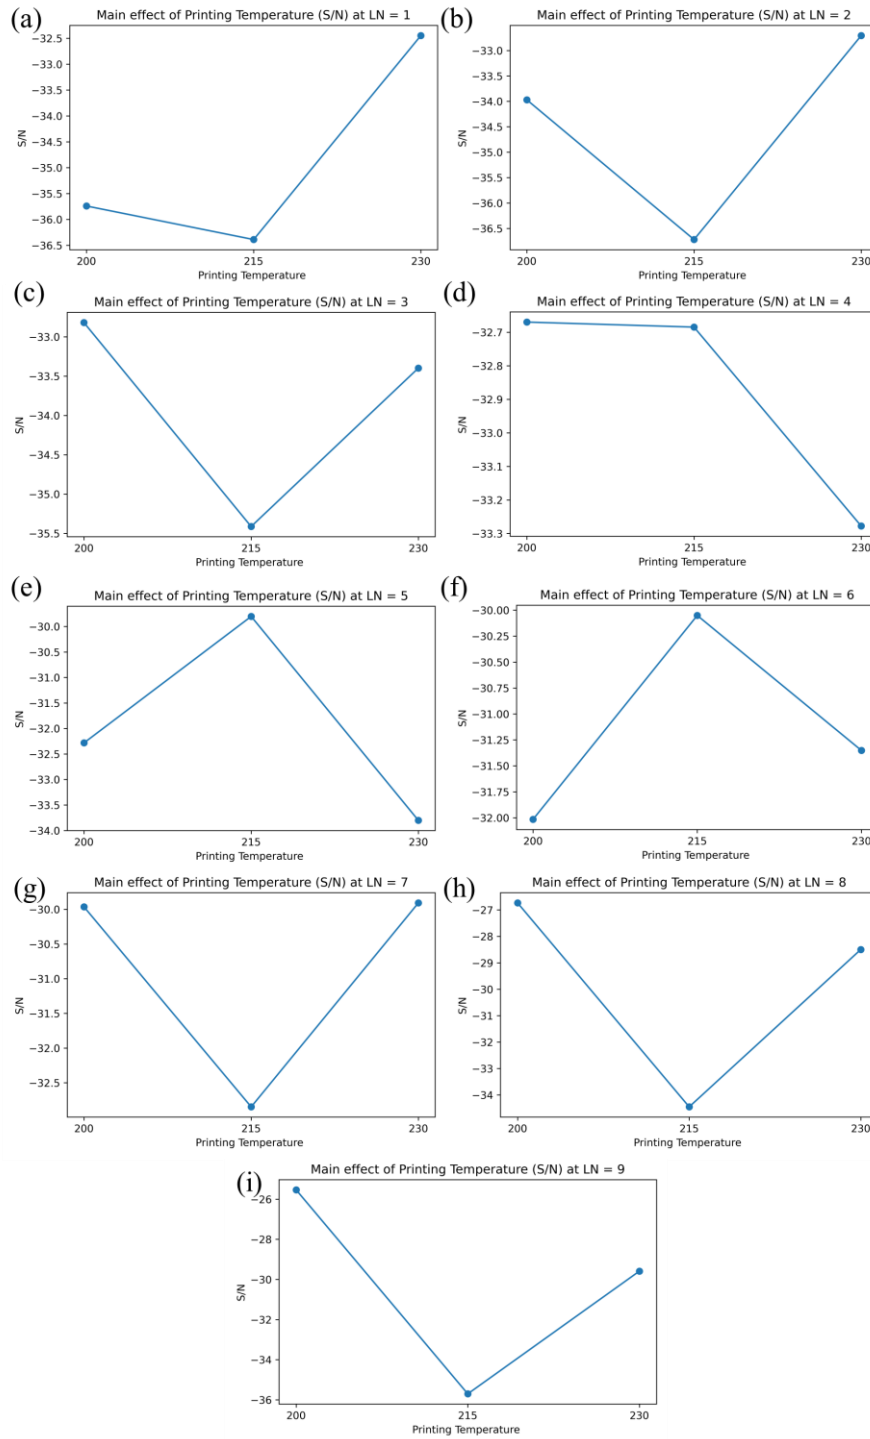 (a)
Main effect of Printing Temperature (S/N) at LN = 1
−32.5
−33.0
−33.5
−34.0
−34.5
−35.0
−35.5
−36.0
−36.5
S/N
200
215
230
Printing Temperature
(b)
Main effect of Printing Temperature (S/N) at LN = 2
−33.0
−33.5
−34.0
−34.5
−35.0
−35.5
−36.0
−36.5
S/N
200
215
230
Printing Temperature
(c)
Main effect of Printing Temperature (S/N) at LN = 3
−33.0
−33.5
−34.0
−34.5
−35.0
−35.5
S/N
200
215
230
Printing Temperature
(d)
Main effect of Printing Temperature (S/N) at LN = 4
−32.7
−32.8
−32.9
−33.0
−33.1
−33.2
−33.3
S/N
200
215
230
Printing Temperature
(e)
Main effect of Printing Temperature (S/N) at LN = 5
−30.0
−30.5
−31.0
−31.5
−32.0
−32.5
−33.0
−33.5
−34.0
S/N
200
215
230
Printing Temperature
(f)
Main effect of Printing Temperature (S/N) at LN = 6
−30.00
−30.25
−30.50
−30.75
−31.00
−31.25
−31.50
−31.75
−32.00
S/N
200
215
230
Printing Temperature
(g)
Main effect of Printing Temperature (S/N) at LN = 7
−30.0
−30.5
−31.0
−31.5
−32.0
−32.5
S/N
200
215
230
Printing Temperature
(h)
Main effect of Printing Temperature (S/N) at LN = 8
−27
−28
−29
−30
−31
−32
−33
−34
S/N
200
215
230
Printing Temperature
(i)
Main effect of Printing Temperature (S/N) at LN = 9
−26
−28
−30
−32
−34
−36
S/N
200
215
230
Printing Temperature